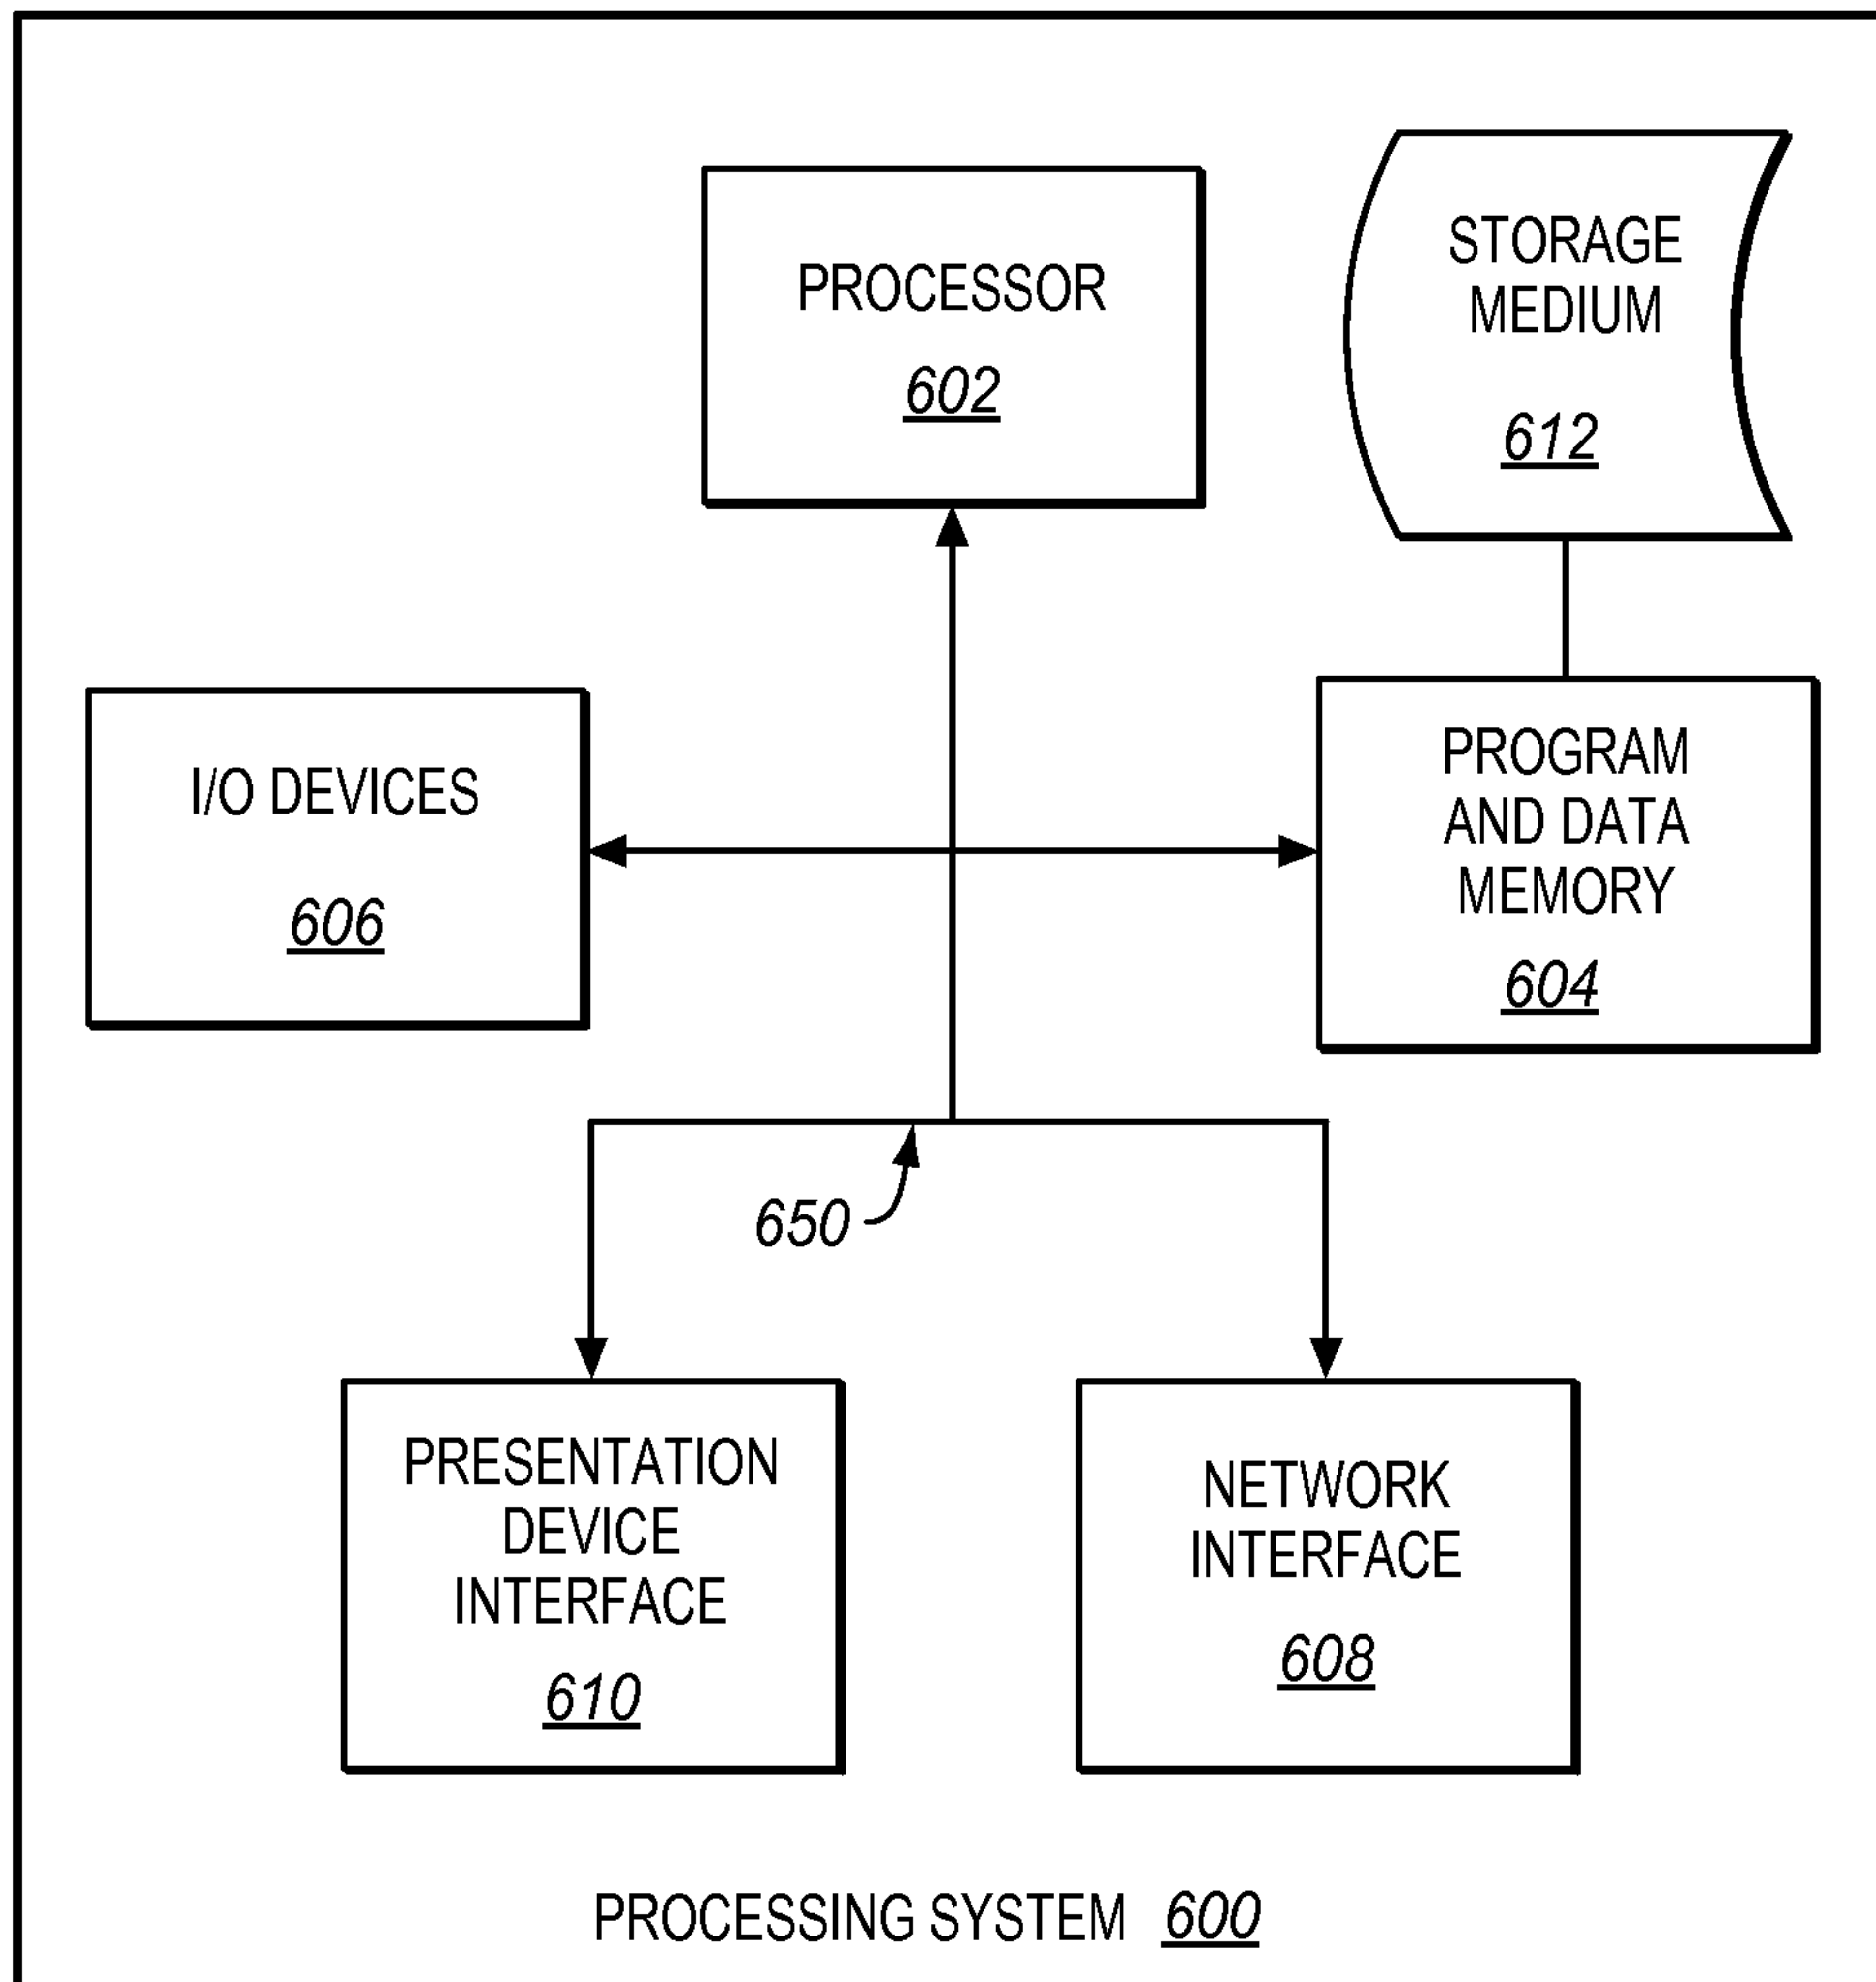 PROCESSOR
602
STORAGE
MEDIUM
612
I/O DEVICES
606
PROGRAM
AND DATA
MEMORY
604
650
PRESENTATION
DEVICE
INTERFACE
610
NETWORK
INTERFACE
608
PROCESSING SYSTEM 600